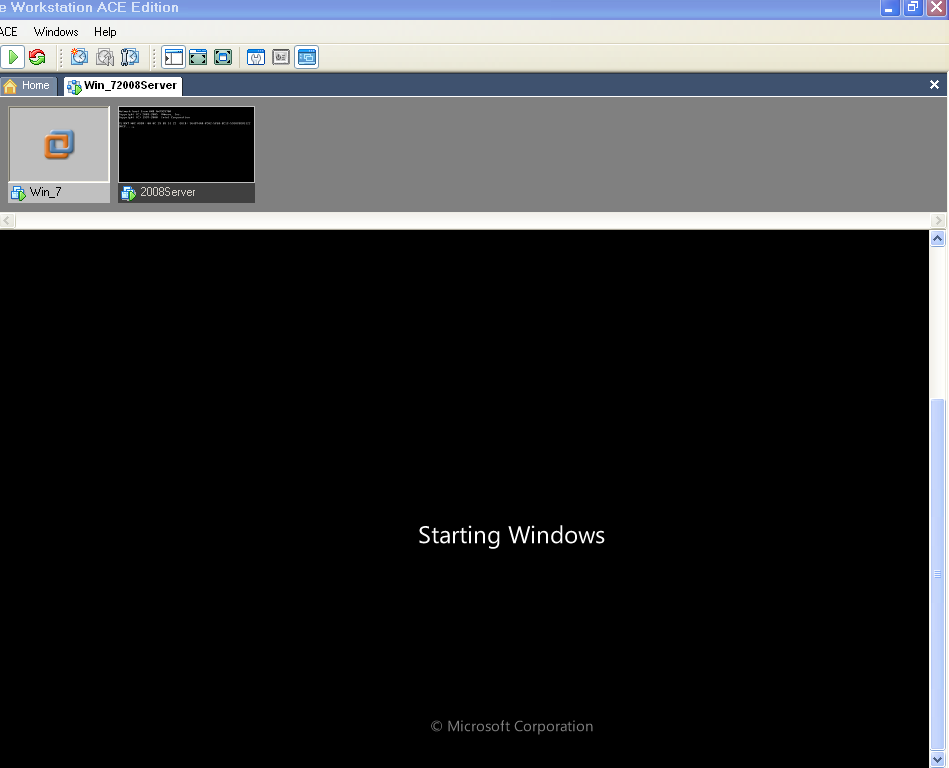 e Workstation ACE Edition
ACE Windows Help
Home Win_72008Server
Win_7 2008Server
Starting Windows
© Microsoft Corporation